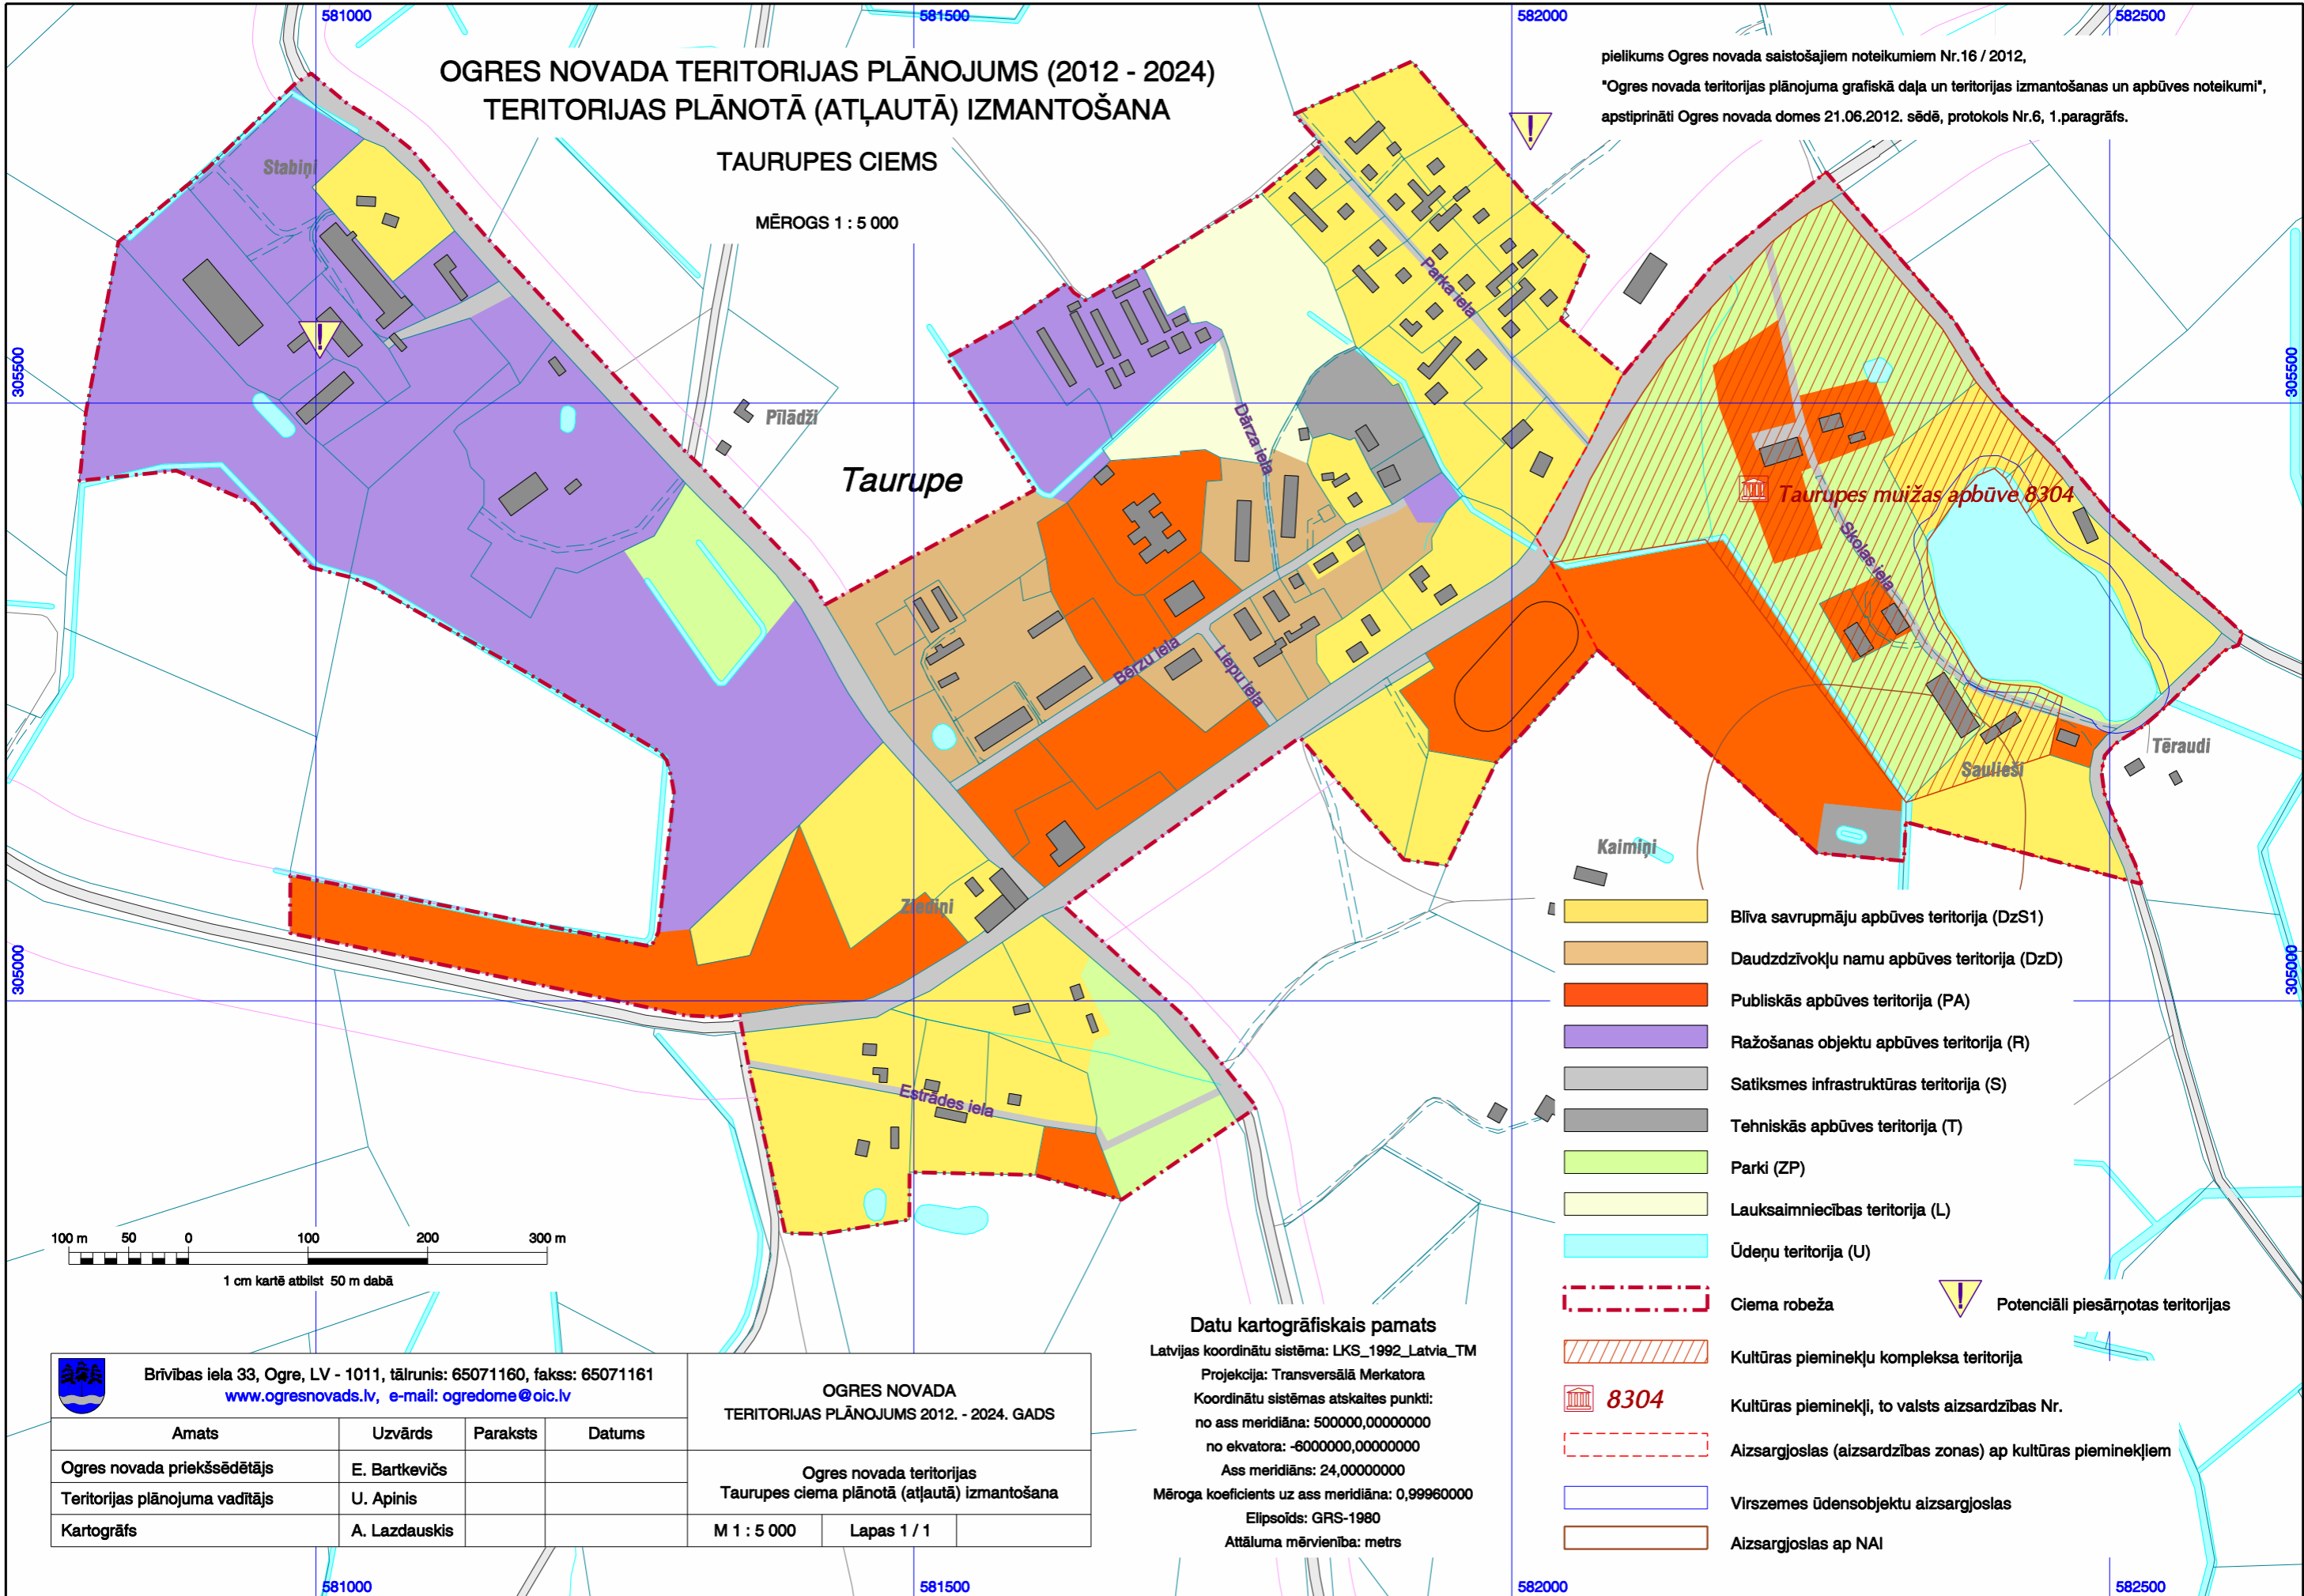 581000
581500
582000
582500
OGRES NOVADA TERITORIJAS PLĀNOJUMS (2012 - 2024)
TERITORIJAS PLĀNOTĀ (ATĻAUTĀ) IZMANTOŠANA
TAURUPES CIEMS
MĒROGS 1 : 5 000
pielikums Ogres novada saistošajiem noteikumiem Nr.16 / 2012,
"Ogres novada teritorijas plānojuma grafiskā daļa un teritorijas izmantošanas un apbūves noteikumi",
apstiprināti Ogres novada domes 21.06.2012. sēdē, protokols Nr.6, 1.paragrāfs.
!
Stabiņi
Parka iela
!
305500
305500
Pīlādži
Dārza iela
Taurupe
Taurupes muižas apbūve 8304
Skolas iela
Bērzu iela
Liepu iela
Tēraudi
Saulieši
Kaimiņi
Ziediņi
305000
305000
Estrādes iela
Blīva savrupmāju apbūves teritorija (DzS1)
Daudzdzīvokļu namu apbūves teritorija (DzD)
Publiskās apbūves teritorija (PA)
Ražošanas objektu apbūves teritorija (R)
Satiksmes infrastruktūras teritorija (S)
Tehniskās apbūves teritorija (T)
Parki (ZP)
Lauksaimniecības teritorija (L)
Ūdeņu teritorija (U)
Ciema robeža
! Potenciāli piesārņotas teritorijas
Kultūras pieminekļu kompleksa teritorija
8304 Kultūras pieminekļi, to valsts aizsardzības Nr.
Aizsargjoslas (aizsardzības zonas) ap kultūras pieminekļiem
Virszemes ūdensobjektu aizsargjoslas
Aizsargjoslas ap NAI
100 m 50 0 100 200 300 m
1 cm kartē atbilst 50 m dabā
Datu kartogrāfiskais pamats
Latvijas koordinātu sistēma: LKS_1992_Latvia_TM
Projekcija: Transversālā Merkatora
Koordinātu sistēmas atskaites punkti:
no ass meridiāna: 500000,00000000
no ekvatora: -6000000,00000000
Ass meridiāns: 24,00000000
Mēroga koeficients uz ass meridiāna: 0,99960000
Elipsoīds: GRS-1980
Attāluma mērvienība: metrs
Brīvības iela 33, Ogre, LV - 1011, tālrunis: 65071160, fakss: 65071161
www.ogresnovads.lv, e-mail: ogredome@oic.lv
Amats Uzvārds Paraksts Datums
Ogres novada priekšsēdētājs E. Bartkevičs
Teritorijas plānojuma vadītājs U. Apinis
Kartogrāfs A. Lazdauskis
OGRES NOVADA
TERITORIJAS PLĀNOJUMS 2012. - 2024. GADS
Ogres novada teritorijas
Taurupes ciema plānotā (atļautā) izmantošana
M 1 : 5 000 Lapas 1 / 1
581000
581500
582000
582500